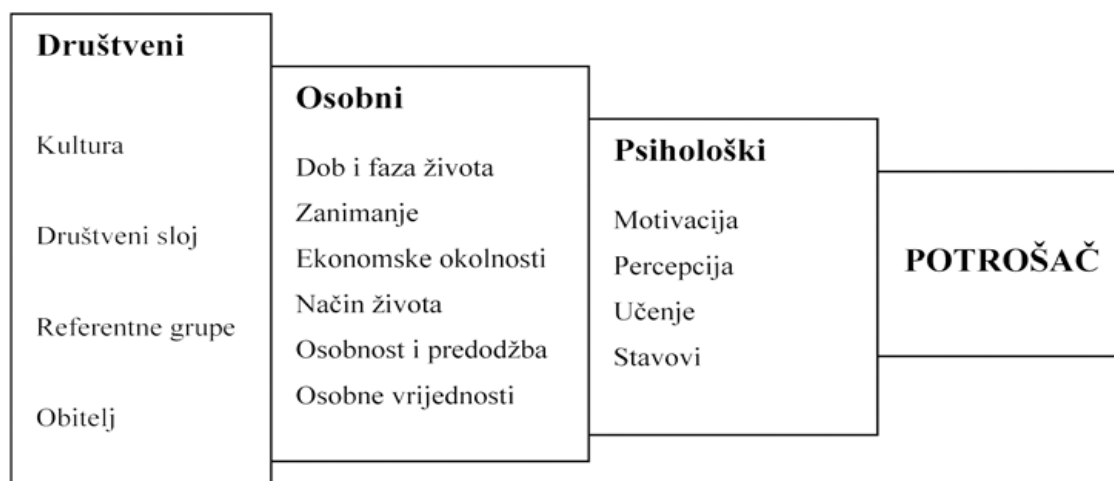 Društveni
Kultura
Društveni sloj
Referentne grupe
Obitelj
Osobni
Dob i faza života
Zanimanje
Ekonomske okolnosti
Način života
Osobnost i predodžba
Osobne vrijednosti
Psihološki
Motivacija
Percepcija
Učenje
Stavovi
POTROŠAČ